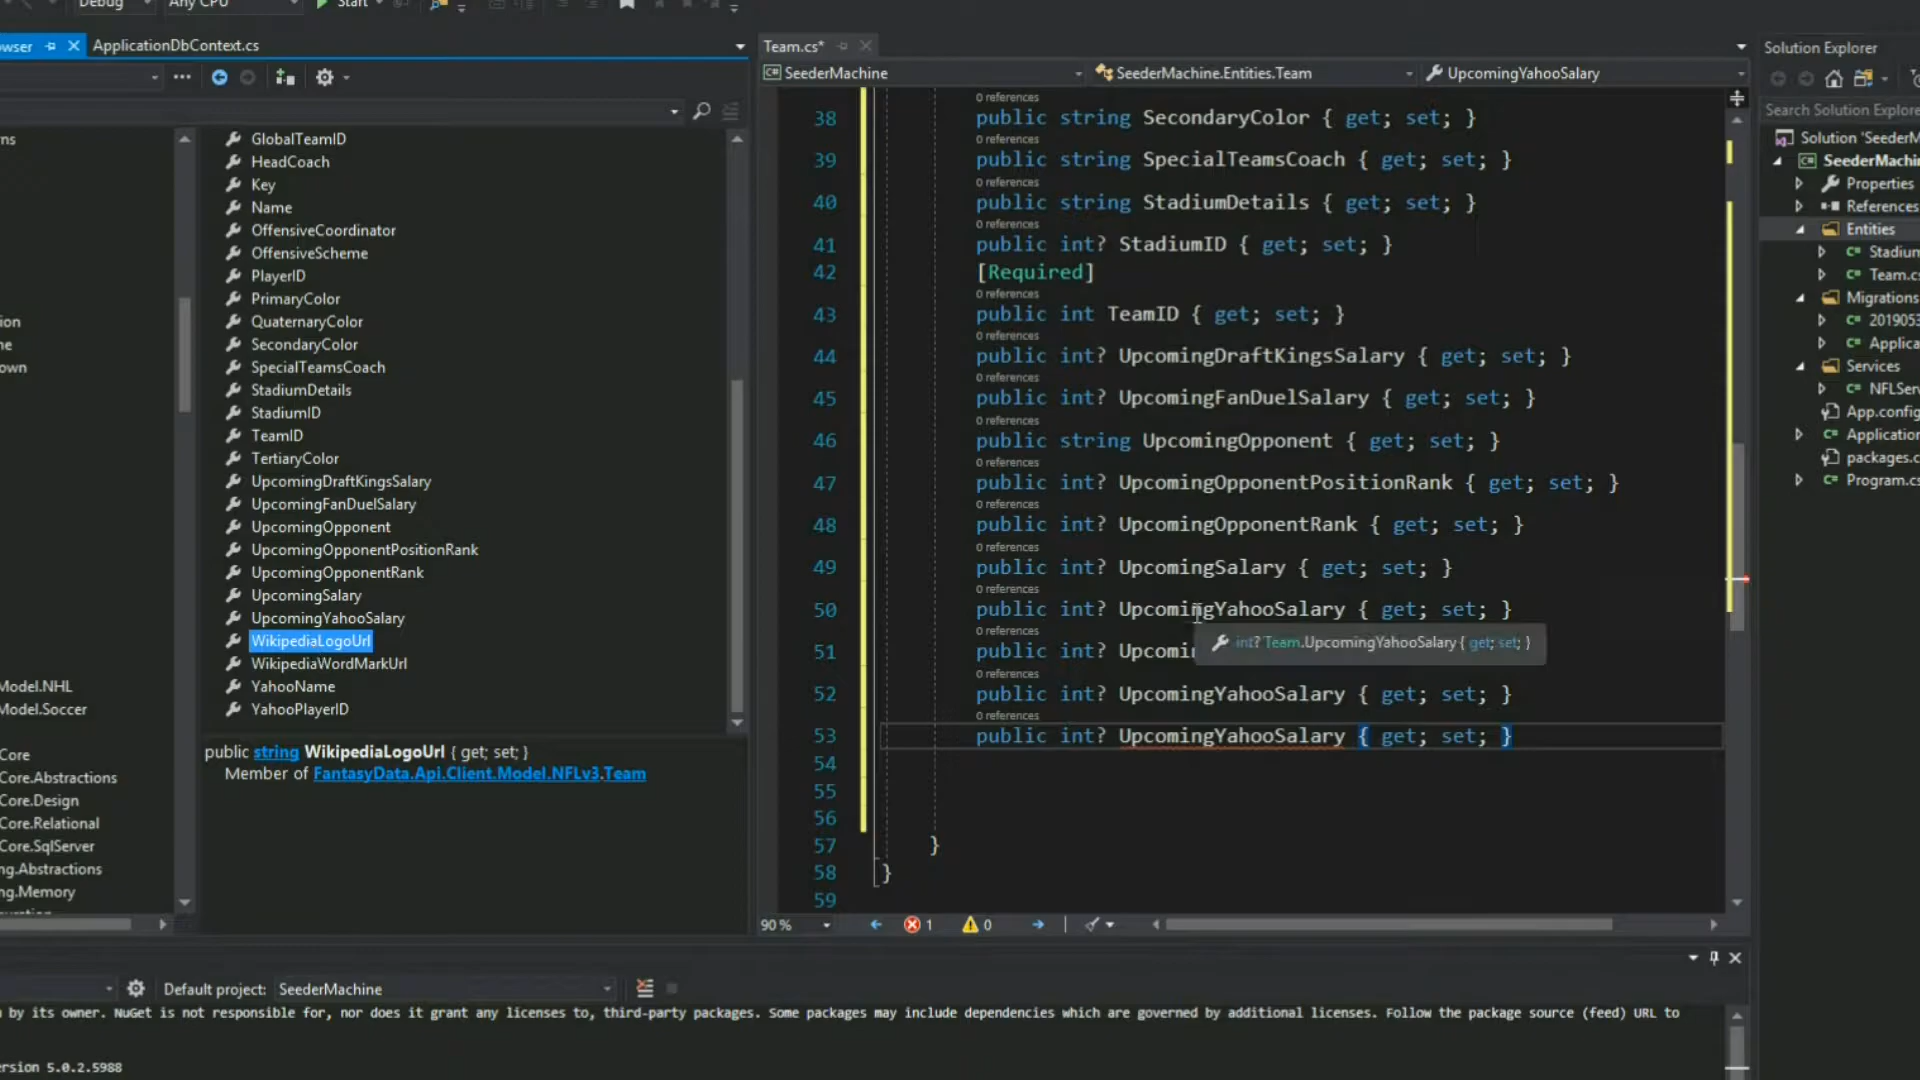 Debug Any CPU Start
owser ApplicationDbContext.cs
Team.cs*
Solution Explorer
SeederMachine SeederMachine.Entities.Team UpcomingYahooSalary
Search Solution Explore
ns
ion
ne
own
Model.NHL
Model.Soccer
Core
Core.Abstractions
Core.Design
Core.Relational
Core.SqlServer
ng.Abstractions
ng.Memory
GlobalTeamID
HeadCoach
Key
Name
OffensiveCoordinator
OffensiveScheme
PlayerID
PrimaryColor
QuaternaryColor
SecondaryColor
SpecialTeamsCoach
StadiumDetails
StadiumID
TeamID
TertiaryColor
UpcomingDraftKingsSalary
UpcomingFanDuelSalary
UpcomingOpponent
UpcomingOpponentPositionRank
UpcomingOpponentRank
UpcomingSalary
UpcomingYahooSalary
WikipediaLogoUrl
WikipediaWordMarkUrl
YahooName
YahooPlayerID
public string WikipediaLogoUrl { get; set; }
Member of FantasyData.Api.Client.Model.NFLv3.Team
0 references
38 public string SecondaryColor { get; set; }
0 references
39 public string SpecialTeamsCoach { get; set; }
0 references
40 public string StadiumDetails { get; set; }
0 references
41 public int? StadiumID { get; set; }
42 [Required]
0 references
43 public int TeamID { get; set; }
0 references
44 public int? UpcomingDraftKingsSalary { get; set; }
0 references
45 public int? UpcomingFanDuelSalary { get; set; }
0 references
46 public string UpcomingOpponent { get; set; }
0 references
47 public int? UpcomingOpponentPositionRank { get; set; }
0 references
48 public int? UpcomingOpponentRank { get; set; }
0 references
49 public int? UpcomingSalary { get; set; }
0 references
50 public int? UpcomingYahooSalary { get; set; }
0 references
int? Team.UpcomingYahooSalary { get; set; }
51 public int? Upcomin
0 references
52 public int? UpcomingYahooSalary { get; set; }
0 references
53 public int? UpcomingYahooSalary { get; set; }
54
55
56
57 }
58 }
59
90 % 1 0
Solution 'SeederM
SeederMachin
Properties
References
Entities
Stadium
Team.cs
Migrations
2019053
Applica
Services
NFLServ
App.config
Application
packages.c
Program.cs
Default project: SeederMachine
by its owner. NuGet is not responsible for, nor does it grant any licenses to, third-party packages. Some packages may include dependencies which are governed by additional licenses. Follow the package source (feed) URL to
ersion 5.0.2.5988